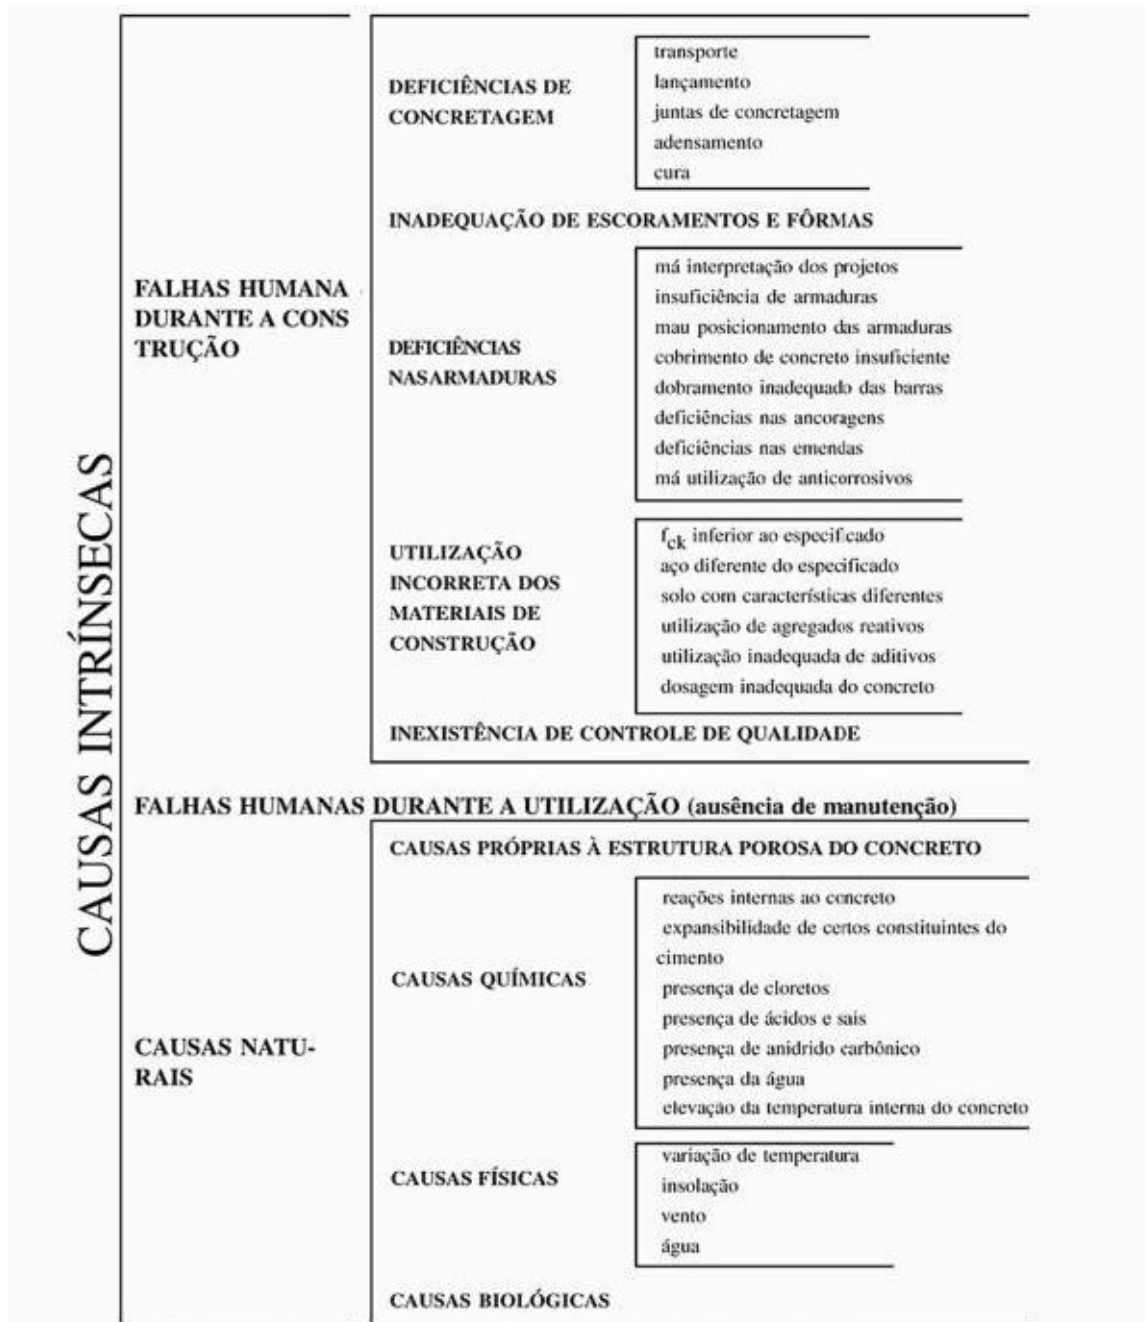 CAUSAS INTRÍNSECAS
FALHAS HUMANA
DURANTE A CONS
TRUÇÃO
DEFICIÊNCIAS DE
CONCRETAGEM
transporte
lançamento
juntas de concretagem
adensamento
cura
INADEQUAÇÃO DE ESCORAMENTOS E FÔRMAS
DEFICIÊNCIAS
NASARMADURAS
má interpretação dos projetos
insuficiência de armaduras
mau posicionamento das armaduras
cobrimento de concreto insuficiente
dobramento inadequado das barras
deficiências nas ancoragens
deficiências nas emendas
má utilização de anticorrosivos
UTILIZAÇÃO
INCORRETA DOS
MATERIAIS DE
CONSTRUÇÃO
fck inferior ao especificado
aço diferente do especificado
solo com características diferentes
utilização de agregados reativos
utilização inadequada de aditivos
dosagem inadequada do concreto
INEXISTÊNCIA DE CONTROLE DE QUALIDADE
FALHAS HUMANAS DURANTE A UTILIZAÇÃO (ausência de manutenção)
CAUSAS NATU-
RAIS
CAUSAS PRÓPRIAS À ESTRUTURA POROSA DO CONCRETO
CAUSAS QUÍMICAS
reações internas ao concreto
expansibilidade de certos constituintes do
cimento
presença de cloretos
presença de ácidos e sais
presença de anidrido carbônico
presença da água
elevação da temperatura interna do concreto
CAUSAS FÍSICAS
variação de temperatura
insolação
vento
água
CAUSAS BIOLÓGICAS